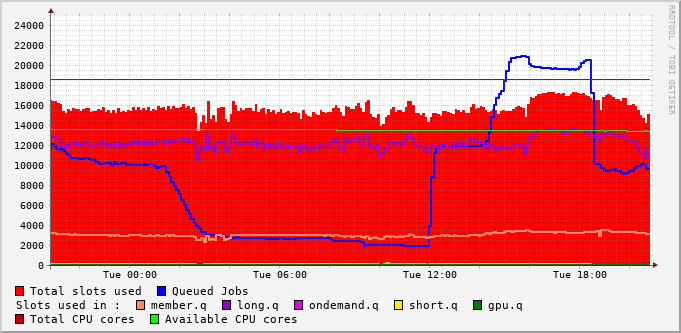 RRDTOOL / TOBI OETIKER
24000
22000
20000
18000
16000
14000
12000
10000
8000
6000
4000
2000
0
Tue 00:00 Tue 06:00 Tue 12:00 Tue 18:00
Total slots used Queued Jobs
Slots used in : member.q long.q ondemand.q short.q gpu.q
Total CPU cores Available CPU cores